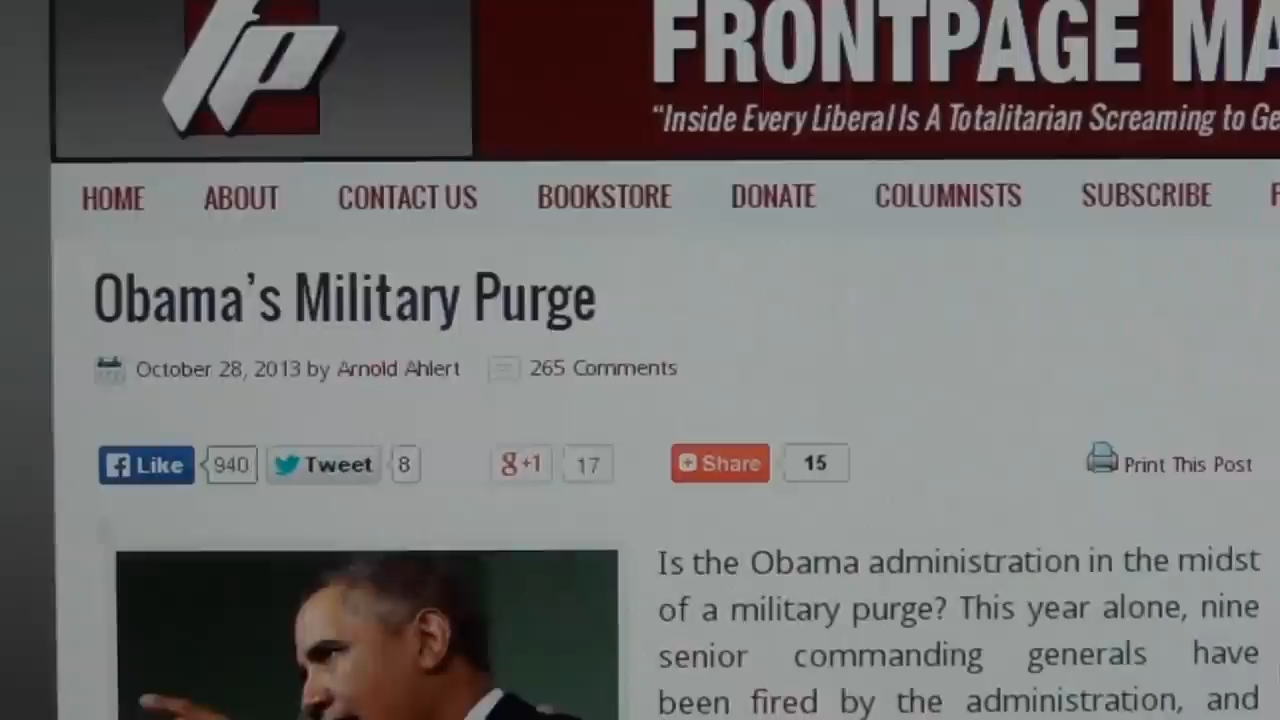 fp
FRONTPAGE MA
“Inside Every Liberal Is A Totalitarian Screaming to Ge
HOME ABOUT CONTACT US BOOKSTORE DONATE COLUMNISTS SUBSCRIBE F
Obama's Military Purge
October 28, 2013 by Arnold Ahlert 265 Comments
Like 940 Tweet 8 g+1 17 Share 15 Print This Post
Is the Obama administration in the midst
of a military purge? This year alone, nine
senior commanding generals have
been fired by the administration, and